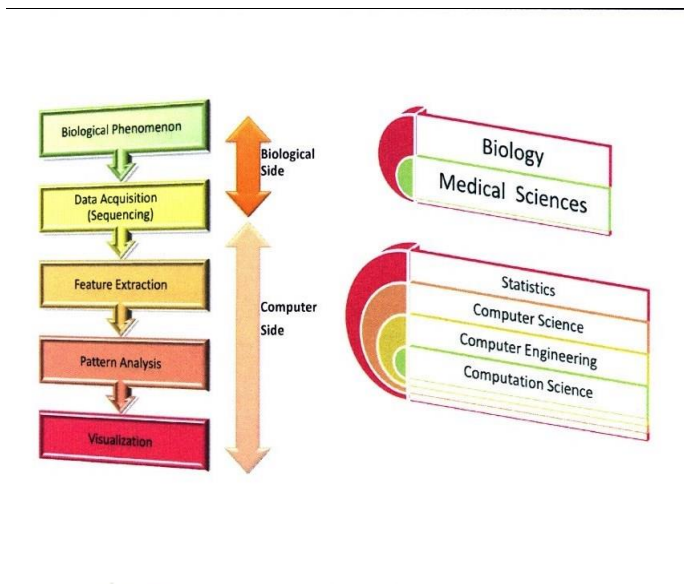 Biological Phenomenon
Data Acquisition
(Sequencing)
Feature Extraction
Pattern Analysis
Visualization
Biological
Side
Computer
Side
Biology
Medical Sciences
Statistics
Computer Science
Computer Engineering
Computation Science